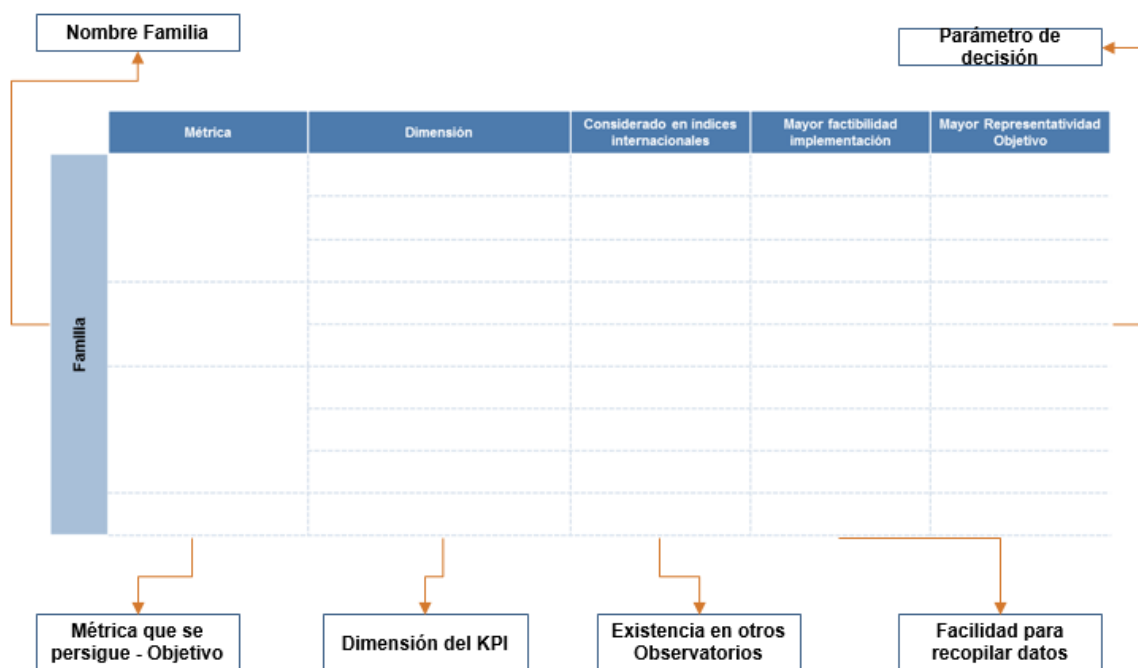 Nombre Familia
Parámetro de
decisión
Métrica
Dimensión
Considerado en índices
internacionales
Mayor factibilidad
implementación
Mayor Representatividad
Objetivo
Familia
Métrica que se
persigue - Objetivo
Dimensión del KPI
Existencia en otros
Observatorios
Facilidad para
recopilar datos